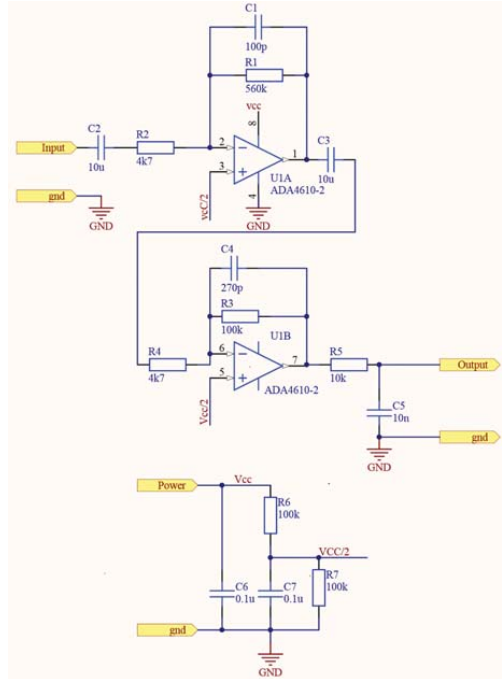 C1
100p
R1
560k
vcc
8
C2
R2
C3
Input
2
1
10u
4k7
3
10u
U1A
ADA4610-2
vcC/2
4
gnd
GND
GND
C4
270p
R3
100k
U1B
R4
6
7
R5
Output
4k7
5
10k
ADA4610-2
Vcc/2
C5
10n
gnd
GND
Power
Vcc
R6
100k
VCC/2
R7
100k
C6
C7
0.1u
0.1u
gnd
GND